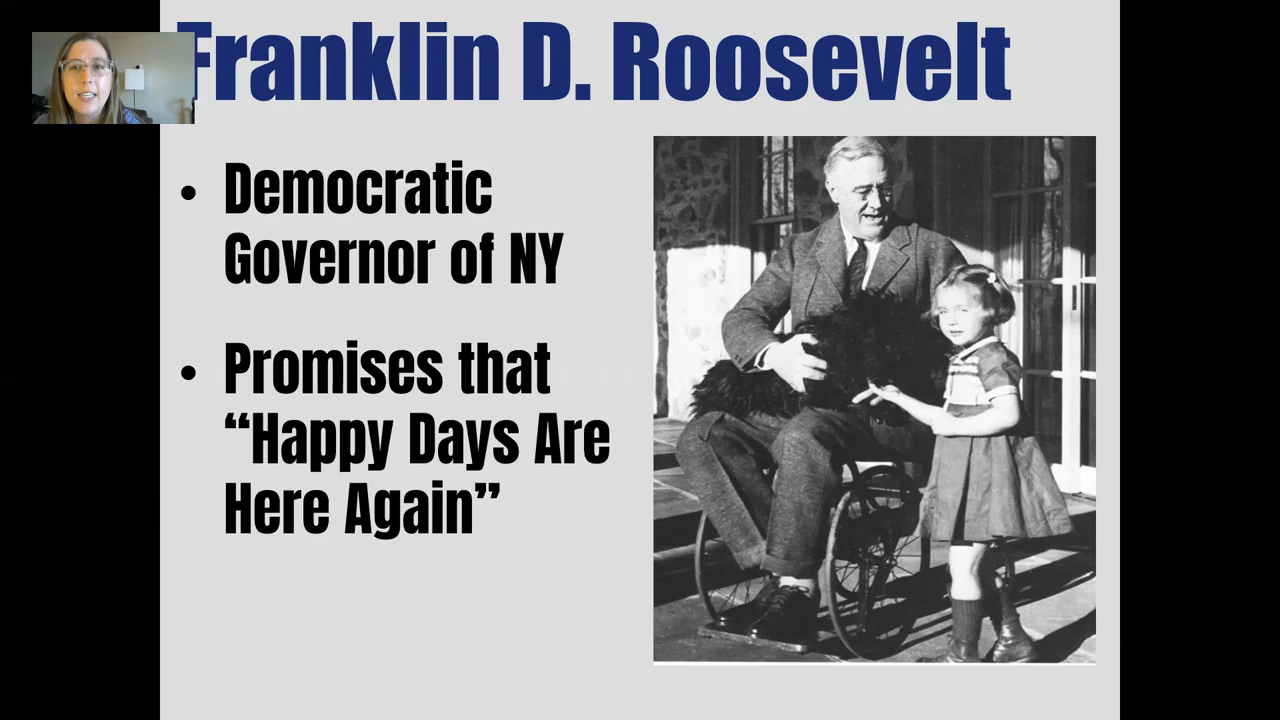 Franklin D. Roosevelt
• Democratic
Governor of NY
• Promises that
“Happy Days Are
Here Again”